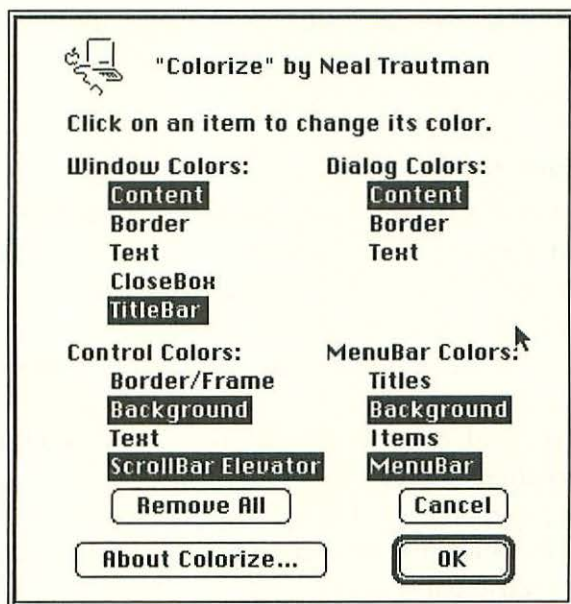 "Colorize" by Neal Trautman
Click on an item to change its color.
Window Colors:
Content
Border
Text
CloseBox
TitleBar
Dialog Colors:
Content
Border
Text
Control Colors:
Border/Frame
Background
Text
ScrollBar Elevator
MenuBar Colors:
Titles
Background
Items
MenuBar
Remove All
Cancel
About Colorize...
OK